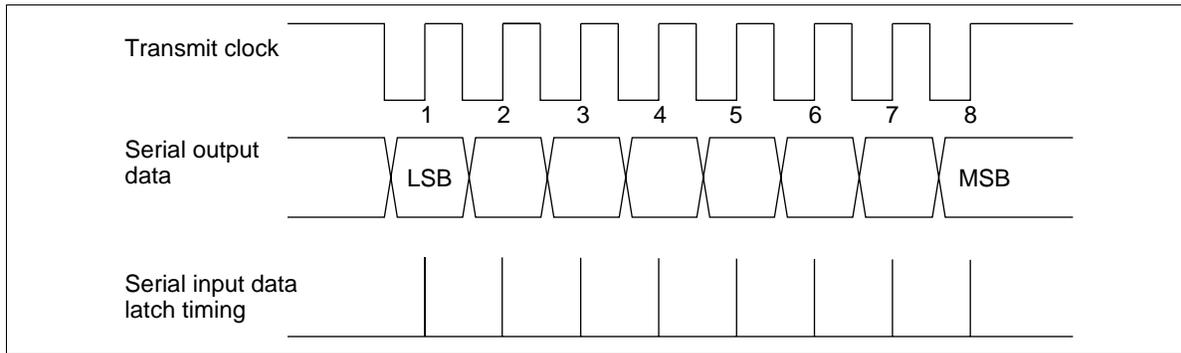 Transmit clock
1 2 3 4 5 6 7 8
Serial output
data
LSB
MSB
Serial input data
latch timing